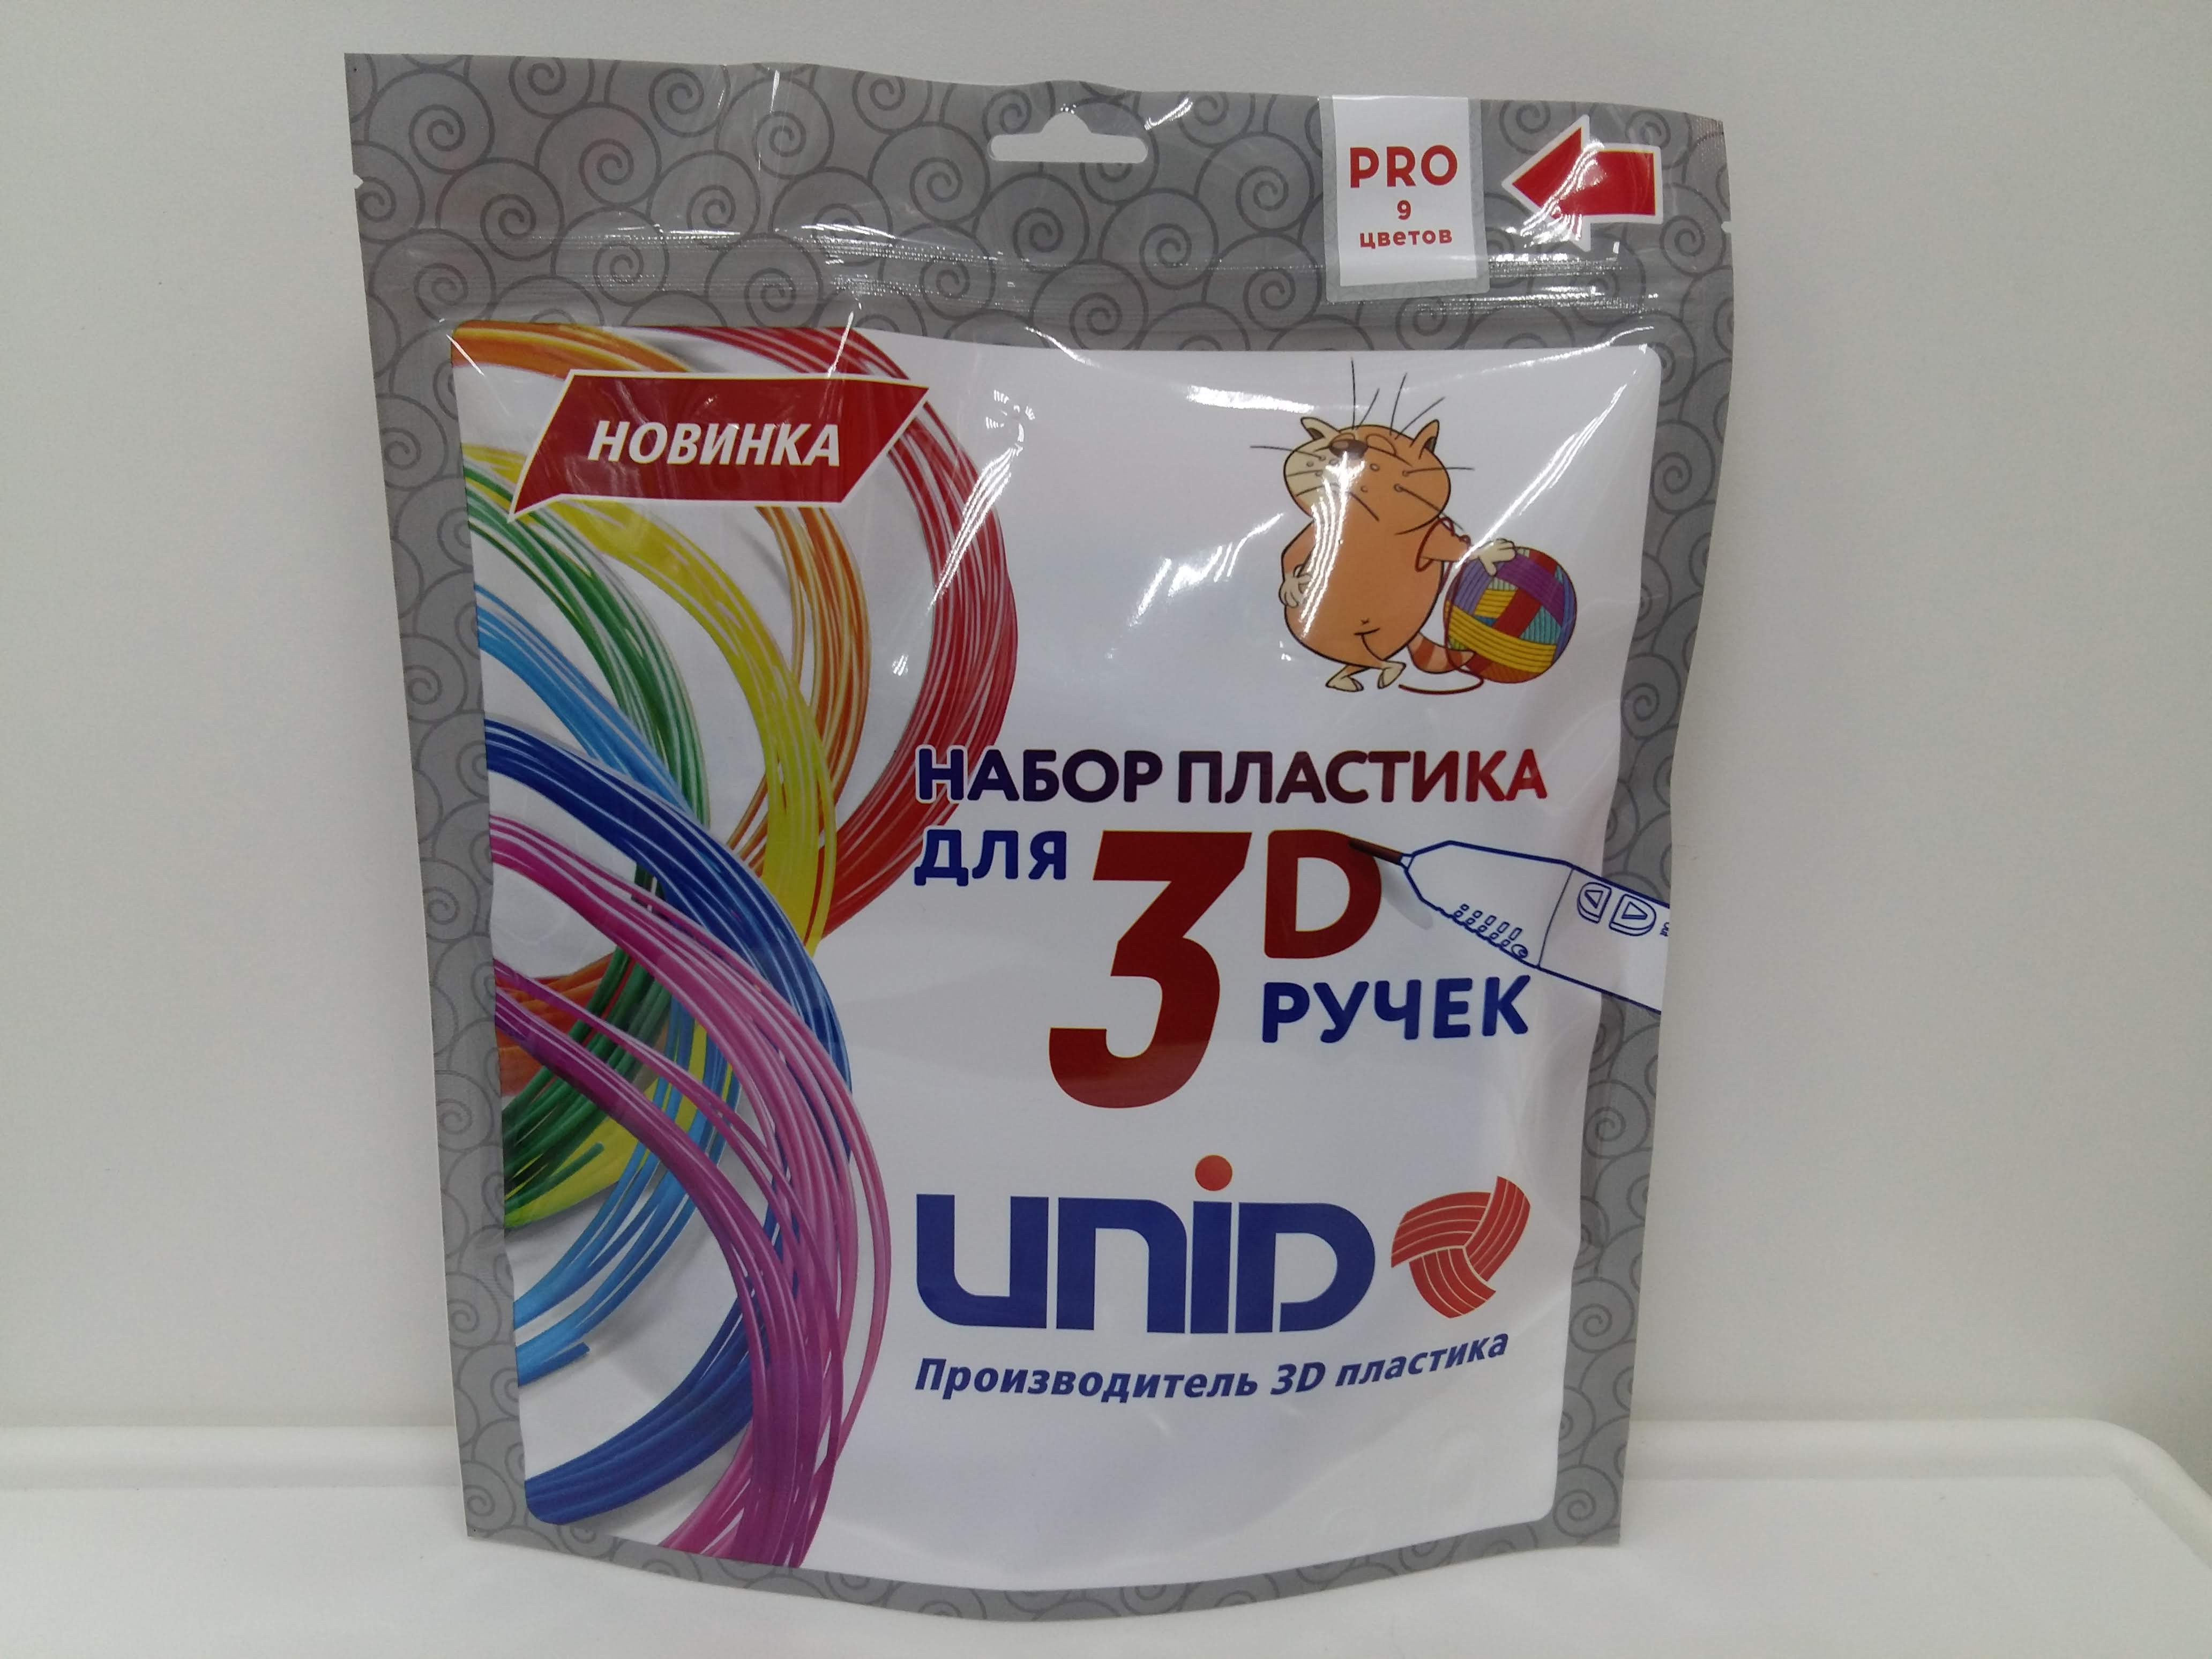 PRO
9
цветов
НОВИНКА
НАБОР ПЛАСТИКА
ДЛЯ 3D
РУЧЕК
UNiD
Производитель 3D пластика